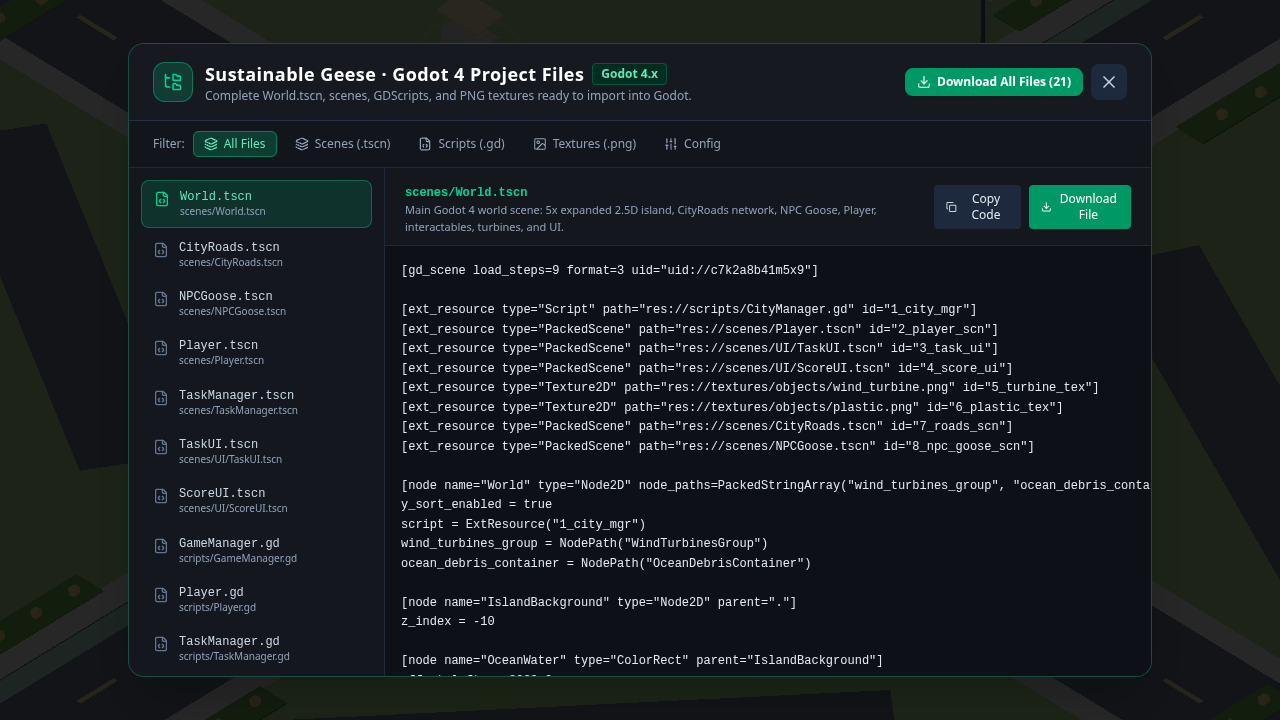 Sustainable Geese · Godot 4 Project Files
Godot 4.x
Complete World.tscn, scenes, GDScripts, and PNG textures ready to import into Godot.
Download All Files (21)
Filter:
All Files
Scenes (.tscn)
Scripts (.gd)
Textures (.png)
Config
World.tscn
scenes/World.tscn
CityRoads.tscn
scenes/CityRoads.tscn
NPCGoose.tscn
scenes/NPCGoose.tscn
Player.tscn
scenes/Player.tscn
TaskManager.tscn
scenes/TaskManager.tscn
TaskUI.tscn
scenes/UI/TaskUI.tscn
ScoreUI.tscn
scenes/UI/ScoreUI.tscn
GameManager.gd
scripts/GameManager.gd
Player.gd
scripts/Player.gd
TaskManager.gd
scripts/TaskManager.gd
scenes/World.tscn
Main Godot 4 world scene: 5x expanded 2.5D island, CityRoads network, NPC Goose, Player,
interactables, turbines, and UI.
Copy
Code
Download
File
[gd_scene load_steps=9 format=3 uid="uid://c7k2a8b41m5x9"]
[ext_resource type="Script" path="res://scripts/CityManager.gd" id="1_city_mgr"]
[ext_resource type="PackedScene" path="res://scenes/Player.tscn" id="2_player_scn"]
[ext_resource type="PackedScene" path="res://scenes/UI/TaskUI.tscn" id="3_task_ui"]
[ext_resource type="PackedScene" path="res://scenes/UI/ScoreUI.tscn" id="4_score_ui"]
[ext_resource type="Texture2D" path="res://textures/objects/wind_turbine.png" id="5_turbine_tex"]
[ext_resource type="Texture2D" path="res://textures/objects/plastic.png" id="6_plastic_tex"]
[ext_resource type="PackedScene" path="res://scenes/CityRoads.tscn" id="7_roads_scn"]
[ext_resource type="PackedScene" path="res://scenes/NPCGoose.tscn" id="8_npc_goose_scn"]
[node name="World" type="Node2D" node_paths=PackedStringArray("wind_turbines_group", "ocean_debris_conta
y_sort_enabled = true
script = ExtResource("1_city_mgr")
wind_turbines_group = NodePath("WindTurbinesGroup")
ocean_debris_container = NodePath("OceanDebrisContainer")
[node name="IslandBackground" type="Node2D" parent="."]
z_index = -10
[node name="OceanWater" type="ColorRect" parent="IslandBackground"]